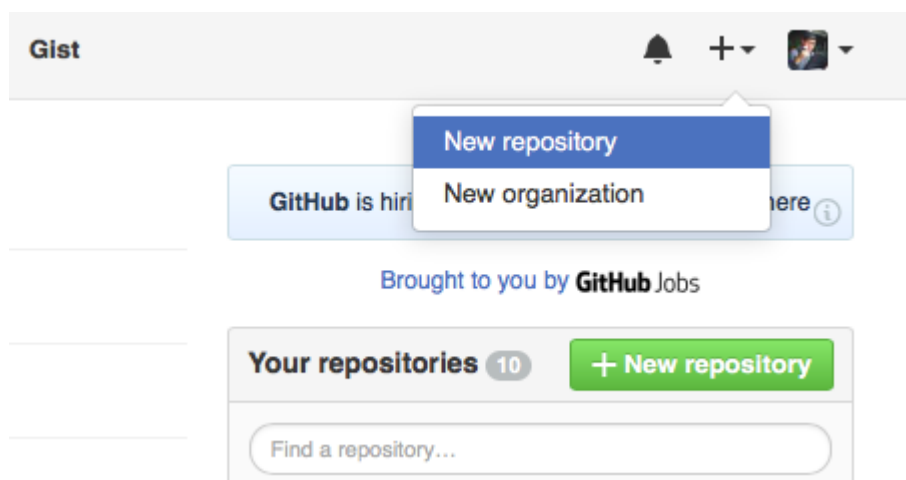 Gist
New repository
New organization
GitHub is hiri
here
Brought to you by GitHub Jobs
Your repositories 10
+ New repository
Find a repository...